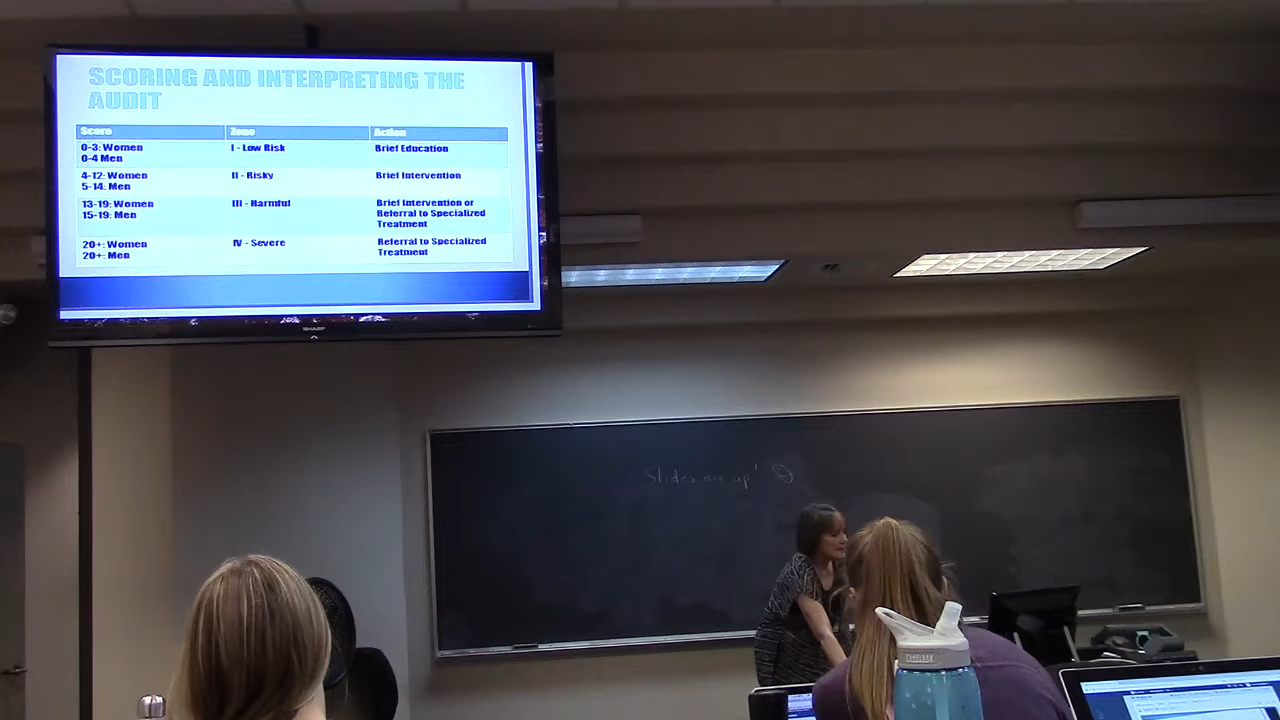 SCORING AND INTERPRETING THE
AUDIT
Score Zone Action
0-3: Women I - Low Risk Brief Education
0-4 Men
4-12: Women II - Risky Brief Intervention
5-14: Men
13-19: Women III - Harmful Brief Intervention or
15-19: Men Referral to Specialized
Treatment
20+: Women IV - Severe Referral to Specialized
20+: Men Treatment
SHARP
Slides are up!
CAMELBAK